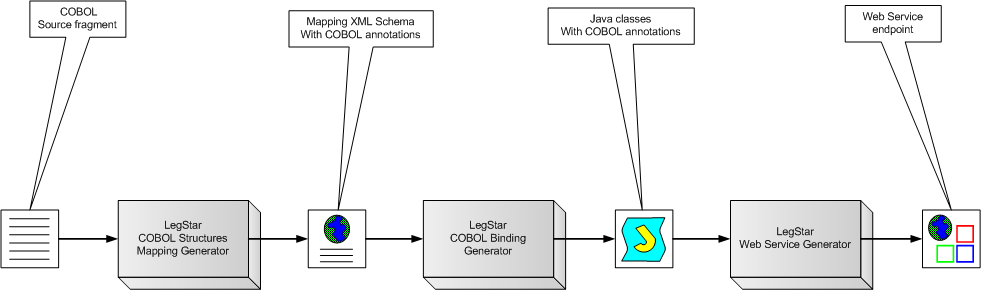 COBOL
Source fragment
Mapping XML Schema
With COBOL annotations
Java classes
With COBOL annotations
Web Service
endpoint
LegStar
COBOL Structures
Mapping Generator
LegStar
COBOL Binding
Generator
LegStar
Web Service Generator